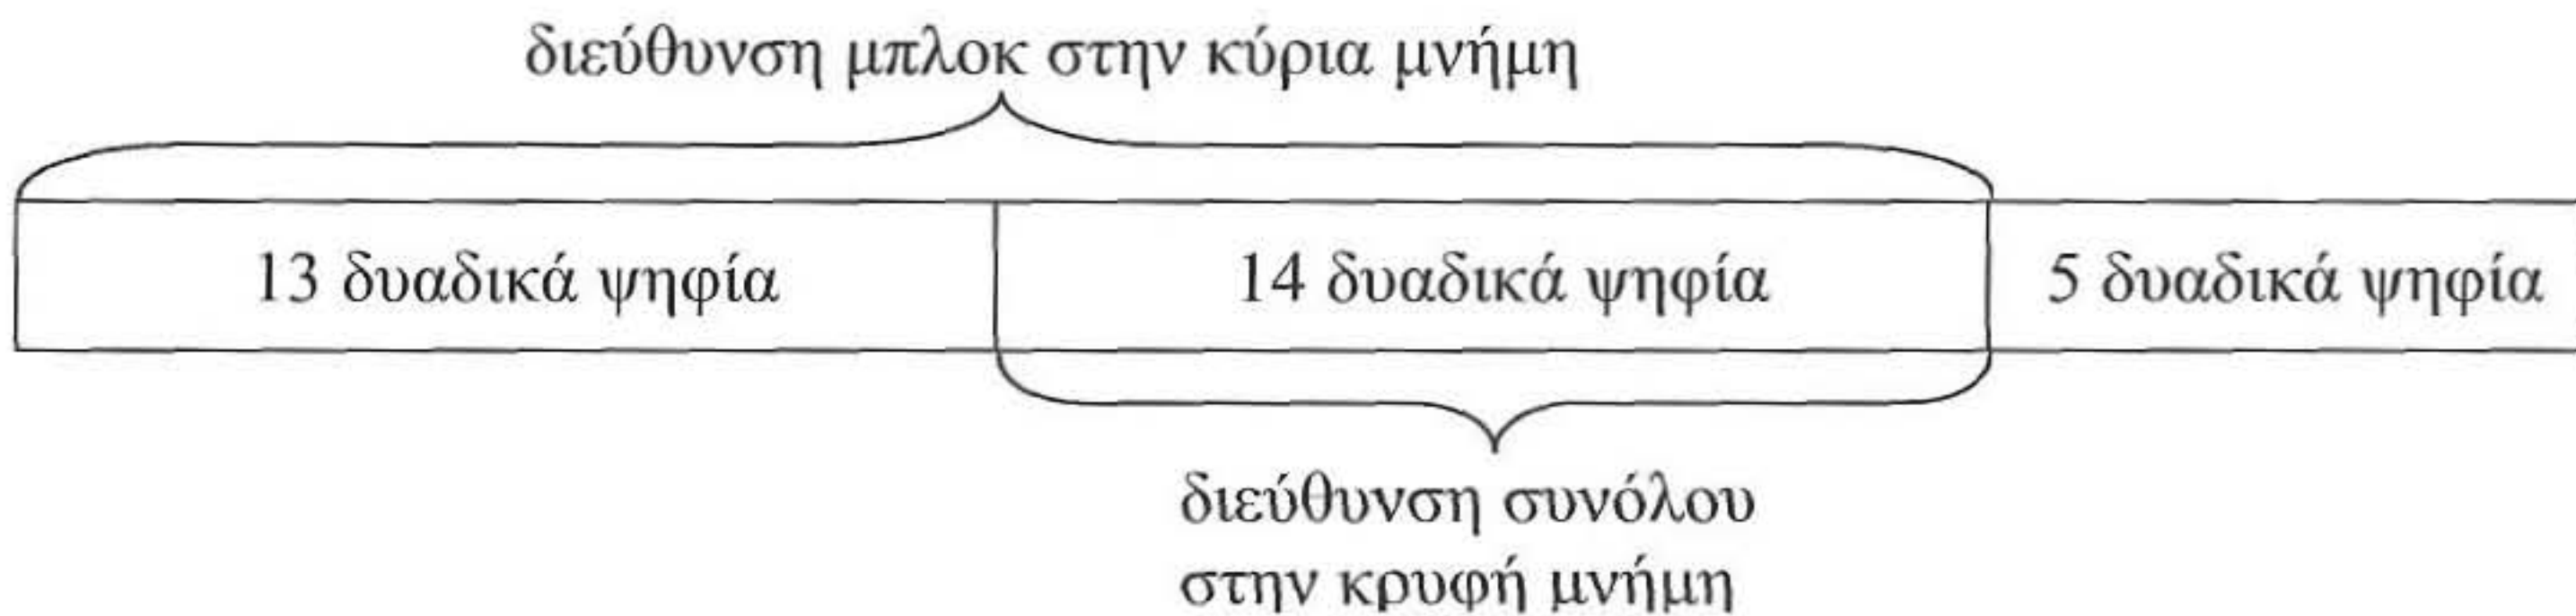 διεύθυνση μπλοκ στην κύρια μνήμη
13 δυαδικά ψηφία 14 δυαδικά ψηφία 5 δυαδικά ψηφία
διεύθυνση συνόλου
στην κρυφή μνήμη